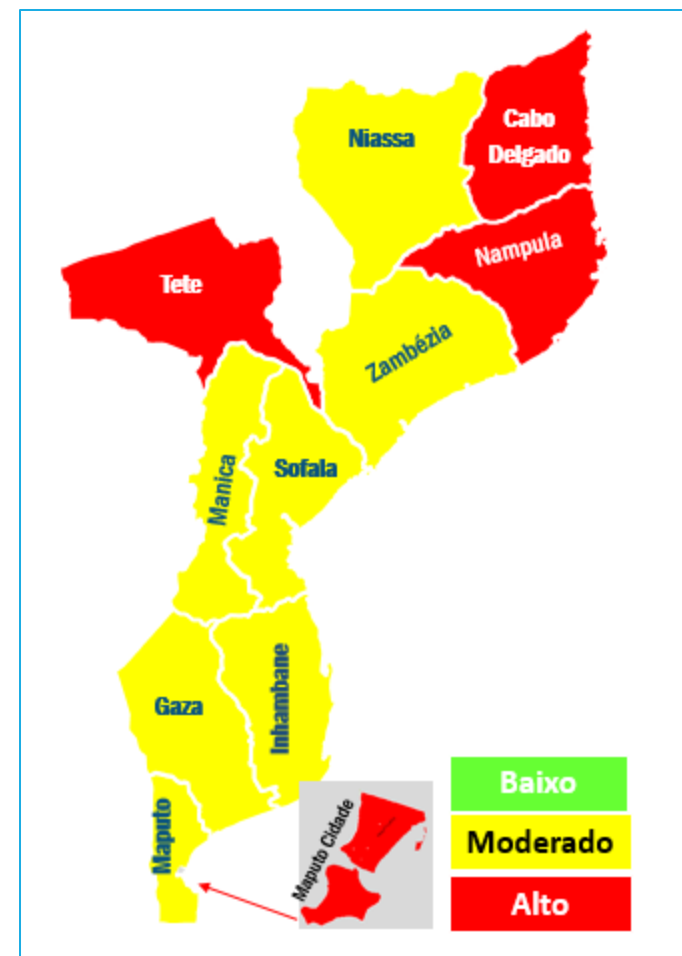 Cabo
Delgado
Niassa
Nampula
Tete
Zambézia
Manica
Sofala
Inhambane
Gaza
Maputo
Maputo Cidade
Baixo
Moderado
Alto